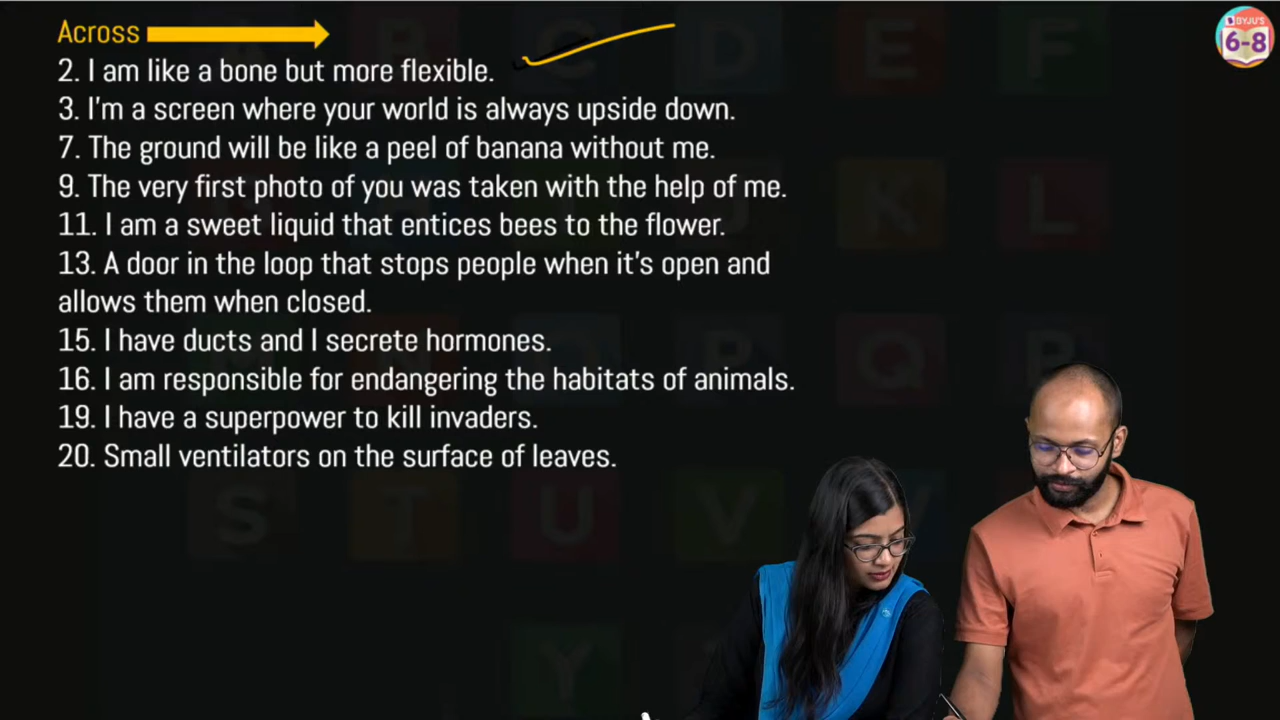 Across
2. I am like a bone but more flexible.
3. I'm a screen where your world is always upside down.
7. The ground will be like a peel of banana without me.
9. The very first photo of you was taken with the help of me.
11. I am a sweet liquid that entices bees to the flower.
13. A door in the loop that stops people when it's open and
allows them when closed.
15. I have ducts and I secrete hormones.
16. I am responsible for endangering the habitats of animals.
19. I have a superpower to kill invaders.
20. Small ventilators on the surface of leaves.
BYJU'S
6-8
C D E F
K L
P Q R
S T U V
Y